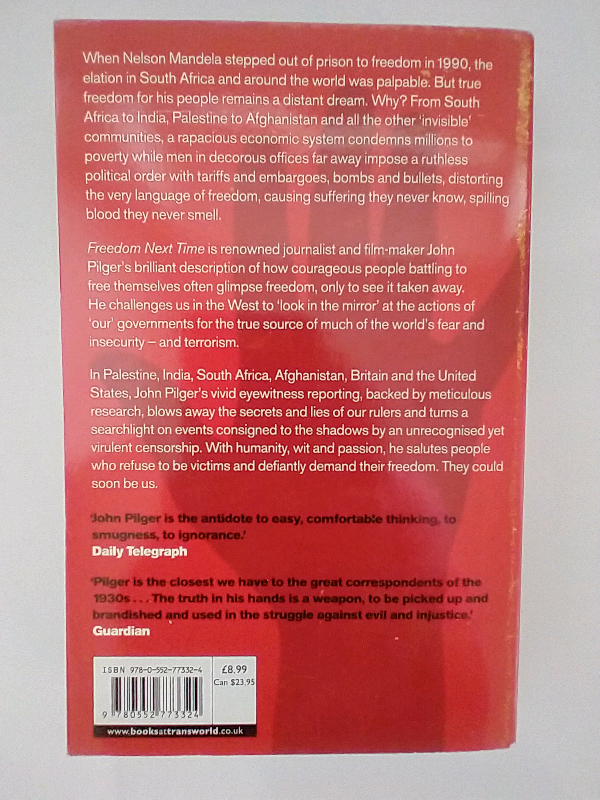 When Nelson Mandela stepped out of prison to freedom in 1990, the
elation in South Africa and around the world was palpable. But true
freedom for his people remains a distant dream. Why? From South
Africa to India, Palestine to Afghanistan and all the other 'invisible'
communities, a rapacious economic system condemns millions to
poverty while men in decorous offices far away impose a ruthless
political order with tariffs and embargoes, bombs and bullets, distorting
the very language of freedom, causing suffering they never know, spilling
blood they never smell.
Freedom Next Time is renowned journalist and film-maker John
Pilger's brilliant description of how courageous people battling to
free themselves often glimpse freedom, only to see it taken away.
He challenges us in the West to 'look in the mirror' at the actions of
'our' governments for the true source of much of the world's fear and
insecurity – and terrorism.
In Palestine, India, South Africa, Afghanistan, Britain and the United
States, John Pilger's vivid eyewitness reporting, backed by meticulous
research, blows away the secrets and lies of our rulers and turns a
searchlight on events consigned to the shadows by an unrecognised yet
virulent censorship. With humanity, wit and passion, he salutes people
who refuse to be victims and defiantly demand their freedom. They could
soon be us.
'John Pilger is the antidote to easy, comfortable thinking, to
smugness, to ignorance.'
Daily Telegraph
'Pilger is the closest we have to the great correspondents of the
1930s... The truth in his hands is a weapon, to be picked up and
brandished and used in the struggle against evil and injustice.'
Guardian
ISBN 978-0-552-77332-4
£8.99
Can $23.95
9 780552 773324
www.booksattransworld.co.uk